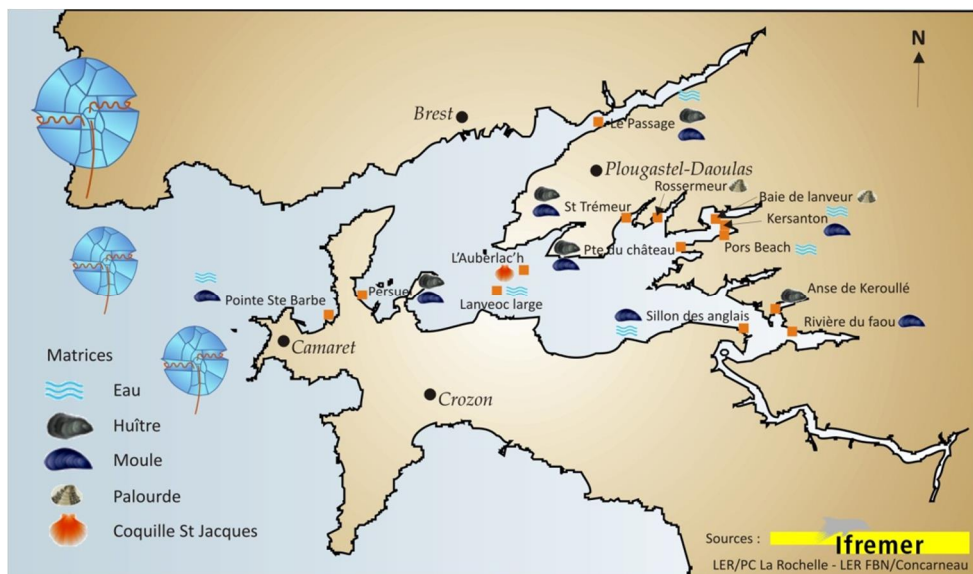 N
Brest
Le Passage
Plougastel-Daoulas
Rossermeur
Baie de lanveur
St Trémeur
Kersanton
Pte du château
Pors Beach
L'Auberlac'h
Persue
Lanveoc large
Anse de Keroullé
Pointe Ste Barbe
Sillon des anglais
Rivière du faou
Camaret
Matrices
Eau
Crozon
Huître
Moule
Palourde
Coquille St Jacques
Sources :
Ifremer
LER/PC La Rochelle - LER FBN/Concarneau